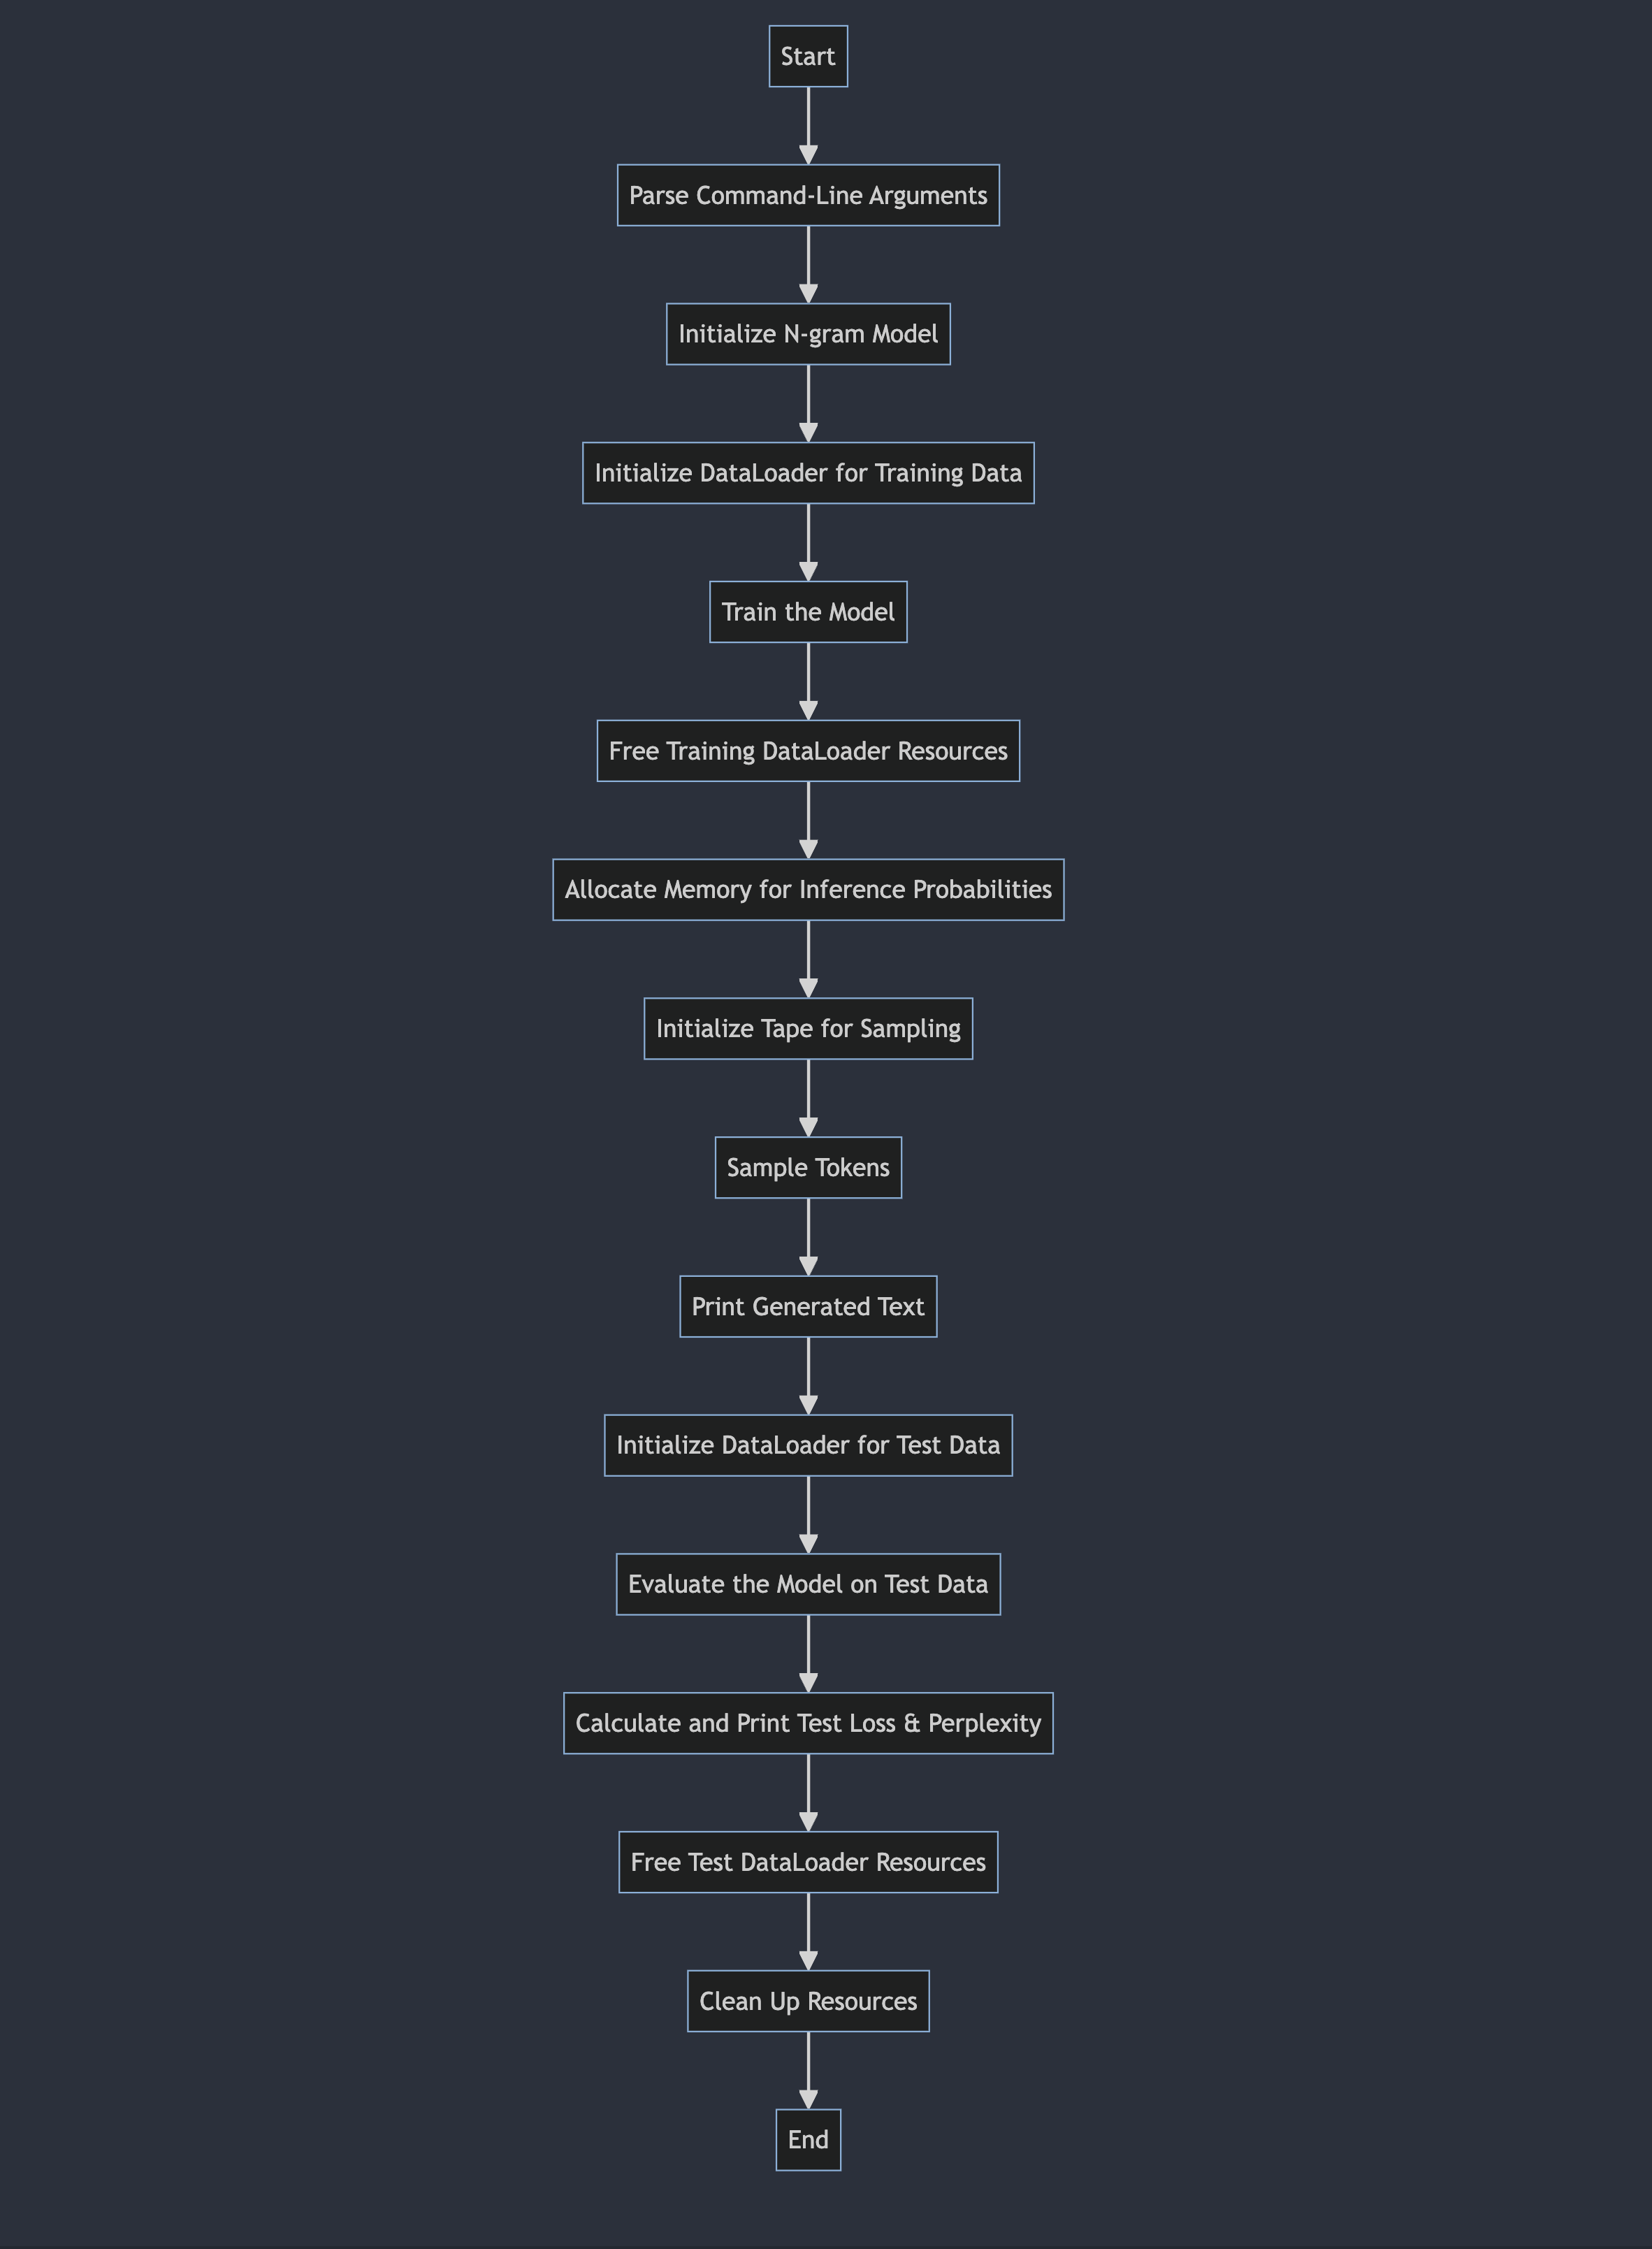 Start
Parse Command-Line Arguments
Initialize N-gram Model
Initialize DataLoader for Training Data
Train the Model
Free Training DataLoader Resources
Allocate Memory for Inference Probabilities
Initialize Tape for Sampling
Sample Tokens
Print Generated Text
Initialize DataLoader for Test Data
Evaluate the Model on Test Data
Calculate and Print Test Loss & Perplexity
Free Test DataLoader Resources
Clean Up Resources
End